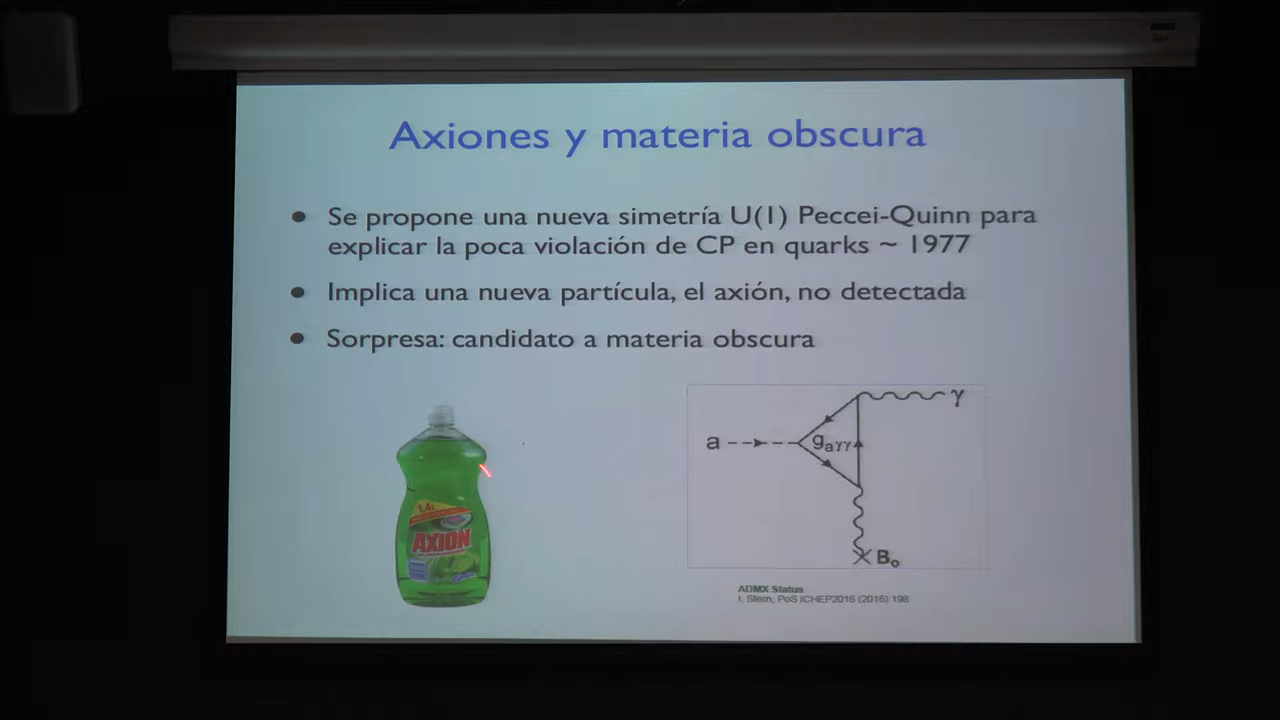 Axiones y materia obscura
• Se propone una nueva simetría U(1) Peccei-Quinn para
explicar la poca violación de CP en quarks ~ 1977
• Implica una nueva partícula, el axión, no detectada
• Sorpresa: candidato a materia obscura
γ
a
gaγγ
1.4L
AXION
B₀
ADMX Status
I. Stern, PoS ICHEP2016 (2016) 198